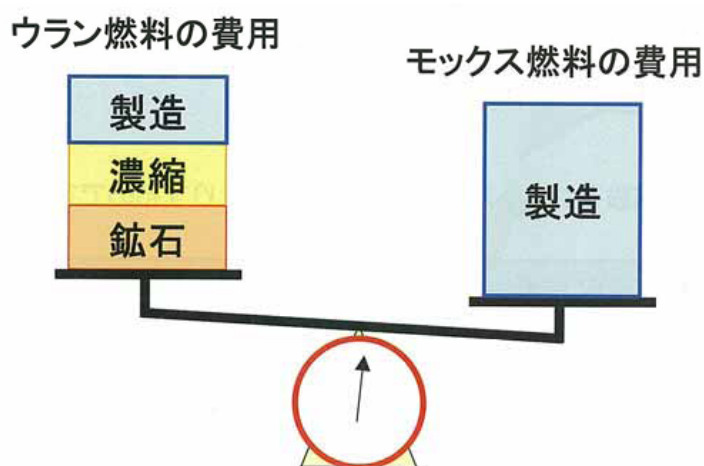 ウラン燃料の費用
モックス燃料の費用
製造
濃縮
鉱石
製造